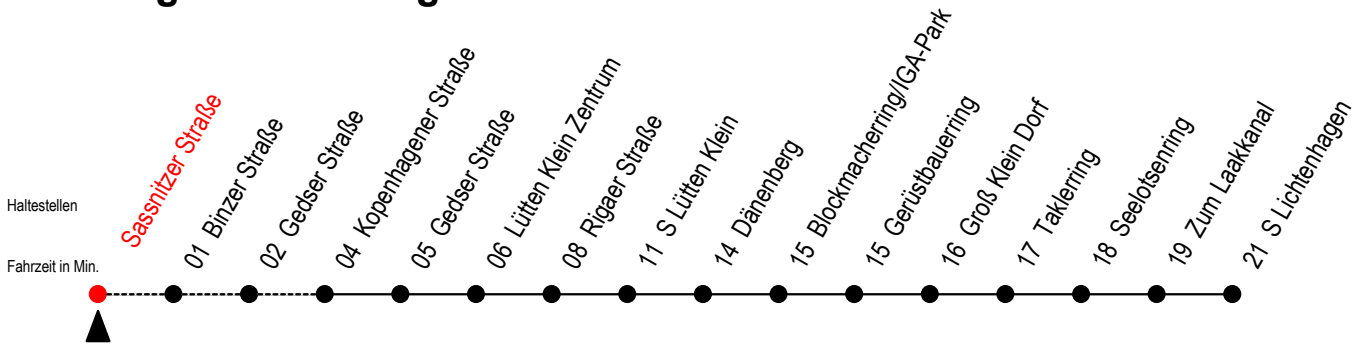 Haltestellen
Fahrzeit in Min.
Sassnitzer Straße
01 Binzer Straße
02 Gedser Straße
04 Kopenhagener Straße
05 Gedser Straße
06 Lütten Klein Zentrum
08 Rigaer Straße
11 S Lütten Klein
14 Dänenberg
15 Blockmacherring/IGA-Park
15 Gerüstbauerring
16 Groß Klein Dorf
17 Taklerring
18 Seelotsenring
19 Zum Laakkanal
21 S Lichtenhagen